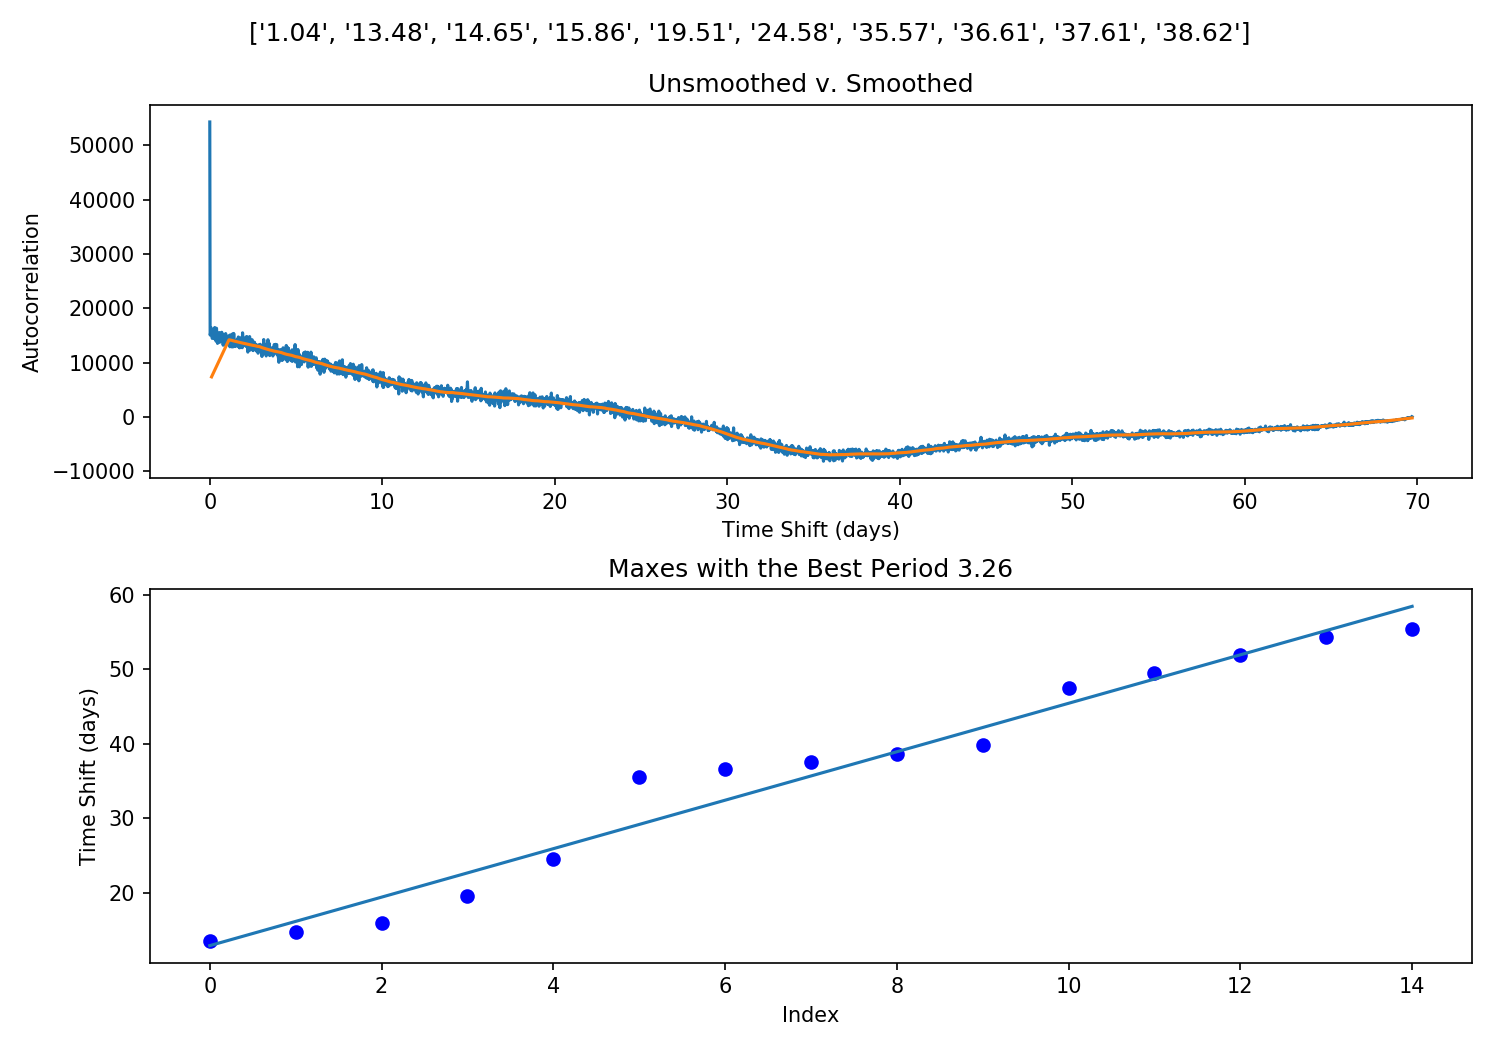 ['1.04', '13.48', '14.65', '15.86', '19.51', '24.58', '35.57', '36.61', '37.61', '38.62']
Unsmoothed v. Smoothed
50000
40000
30000
20000
10000
0
−10000
Autocorrelation
0 10 20 30 40 50 60 70
Time Shift (days)
Maxes with the Best Period 3.26
60
50
40
30
20
Time Shift (days)
0 2 4 6 8 10 12 14
Index